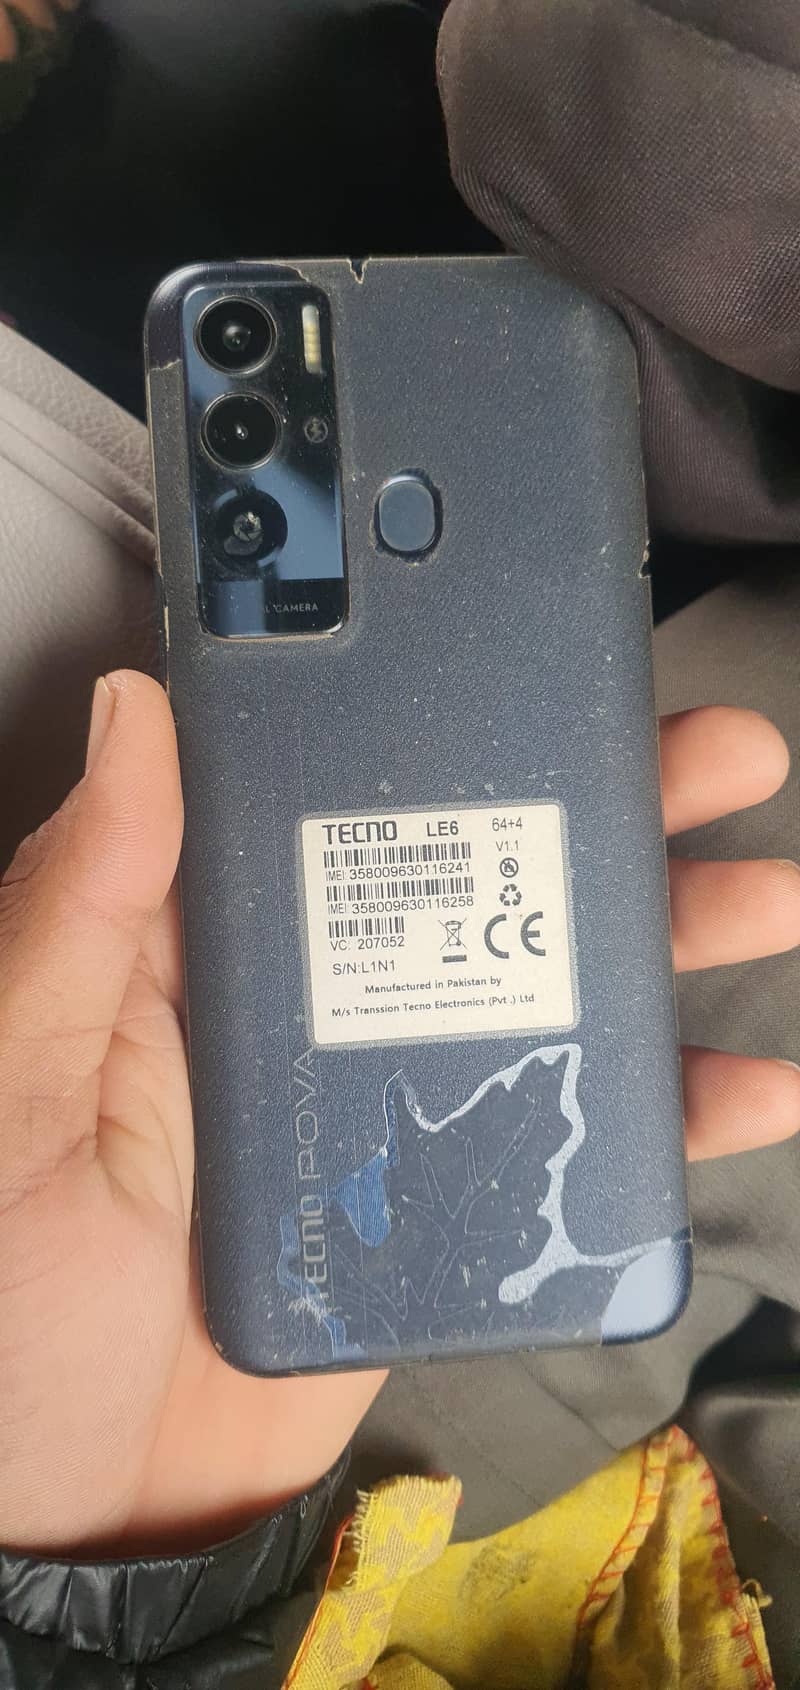 L CAMERA
TECNO LE6 64+4
V1.1
IMEI: 358009630116241
IMEI: 358009630116258
VC: 207052
CE
S/N:L1N1
Manufactured in Pakistan by
M/s Transsion Tecno Electronics (Pvt .) Ltd
TECNO POVA